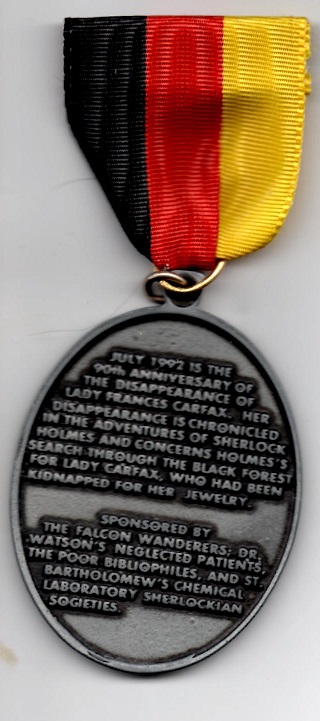 JULY 1992 IS THE
90th ANNIVERSARY OF
THE DISAPPEARANCE OF
LADY FRANCES CARFAX. HER
DISAPPEARANCE IS CHRONICLED
IN THE ADVENTURES OF SHERLOCK
HOLMES AND CONCERNS HOLMES'S
SEARCH THROUGH THE BLACK FOREST
FOR LADY CARFAX, WHO HAD BEEN
KIDNAPPED FOR HER JEWELRY.
SPONSORED BY
THE FALCON WANDERERS; DR.
WATSON'S NEGLECTED PATIENTS,
THE POOR BIBLIOPHILES, AND ST.
BARTHOLOMEW'S CHEMICAL
LABORATORY SHERLOCKIAN
SOCIETIES.